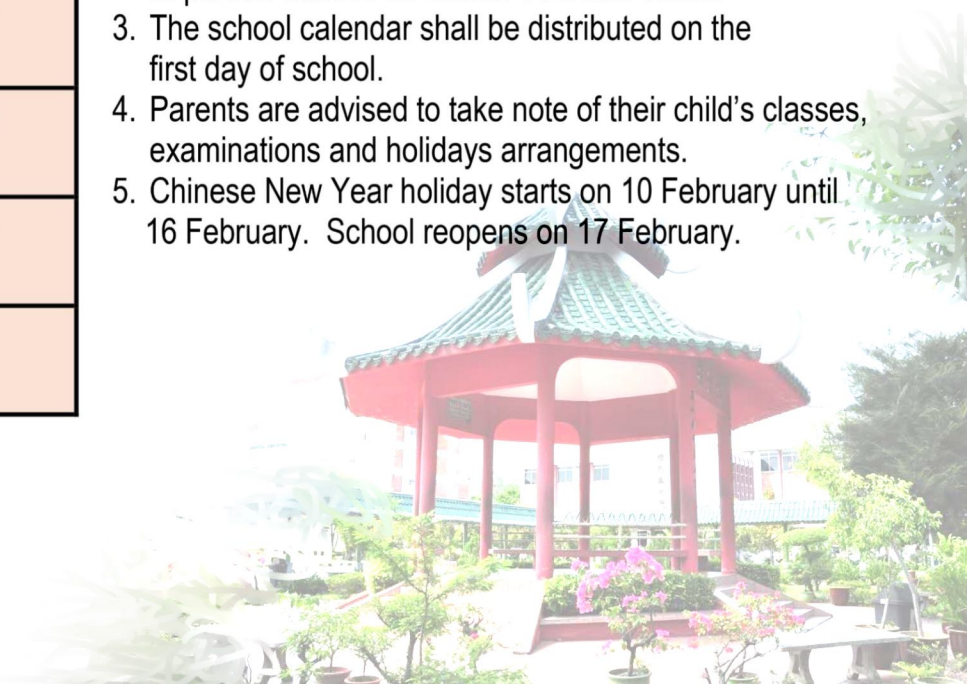 3. The school calendar shall be distributed on the
first day of school.
4. Parents are advised to take note of their child's classes,
examinations and holidays arrangements.
5. Chinese New Year holiday starts on 10 February until
16 February. School reopens on 17 February.